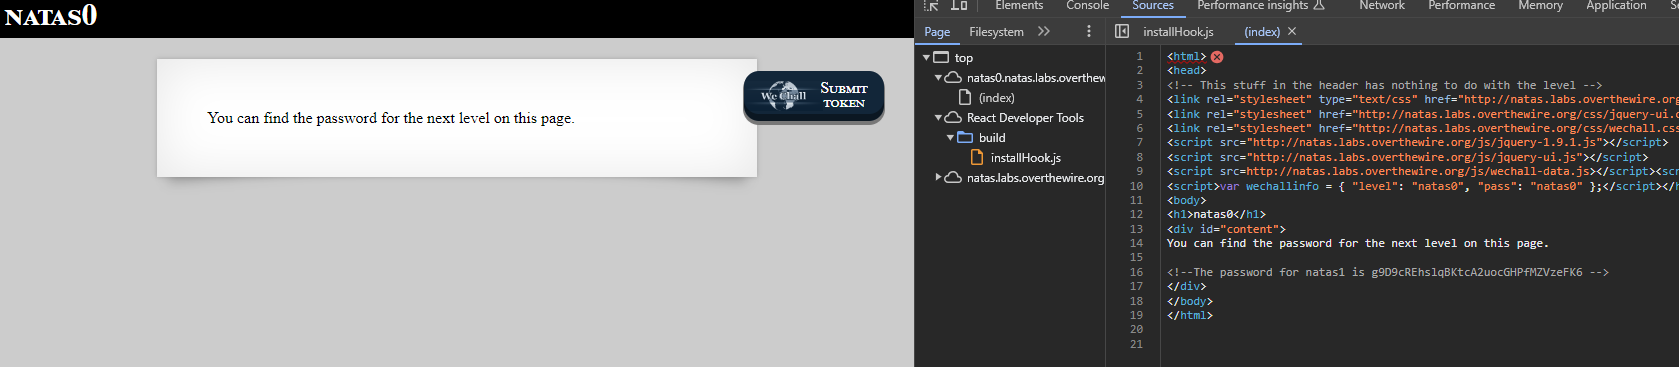 NATAS0
We Chall
SUBMIT
TOKEN
You can find the password for the next level on this page.
Elements Console Sources Performance insights Network Performance Memory Application
Page Filesystem installHook.js (index)
top
natas0.natas.labs.overthew
(index)
React Developer Tools
build
installHook.js
natas.labs.overthewire.org
1 <html>
2 <head>
3 <!-- This stuff in the header has nothing to do with the level -->
4 <link rel="stylesheet" type="text/css" href="http://natas.labs.overthewire.org
5 <link rel="stylesheet" href="http://natas.labs.overthewire.org/css/jquery-ui.c
6 <link rel="stylesheet" href="http://natas.labs.overthewire.org/css/wechall.css
7 <script src="http://natas.labs.overthewire.org/js/jquery-1.9.1.js"></script>
8 <script src="http://natas.labs.overthewire.org/js/jquery-ui.js"></script>
9 <script src=http://natas.labs.overthewire.org/js/wechall-data.js></script><scr
10 <script>var wechallinfo = { "level": "natas0", "pass": "natas0" };</script></h
11 <body>
12 <h1>natas0</h1>
13 <div id="content">
14 You can find the password for the next level on this page.
15
16 <!--The password for natas1 is g9D9cREhslqBKtcA2uocGHPfMZVzeFK6 -->
17 </div>
18 </body>
19 </html>
20
21